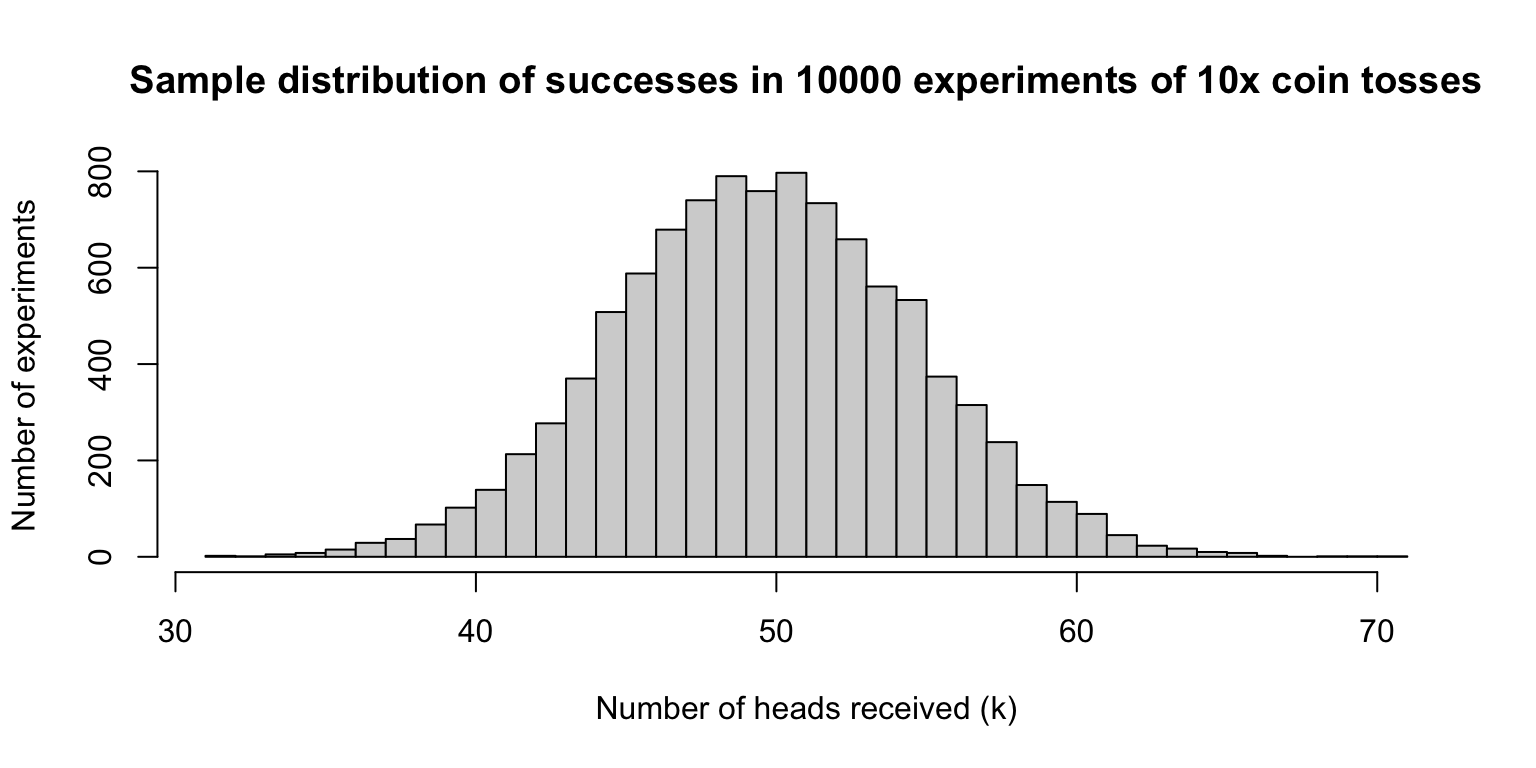 Sample distribution of successes in 10000 experiments of 10x coin tosses
Number of experiments
800
600
400
200
0
30 40 50 60 70
Number of heads received (k)